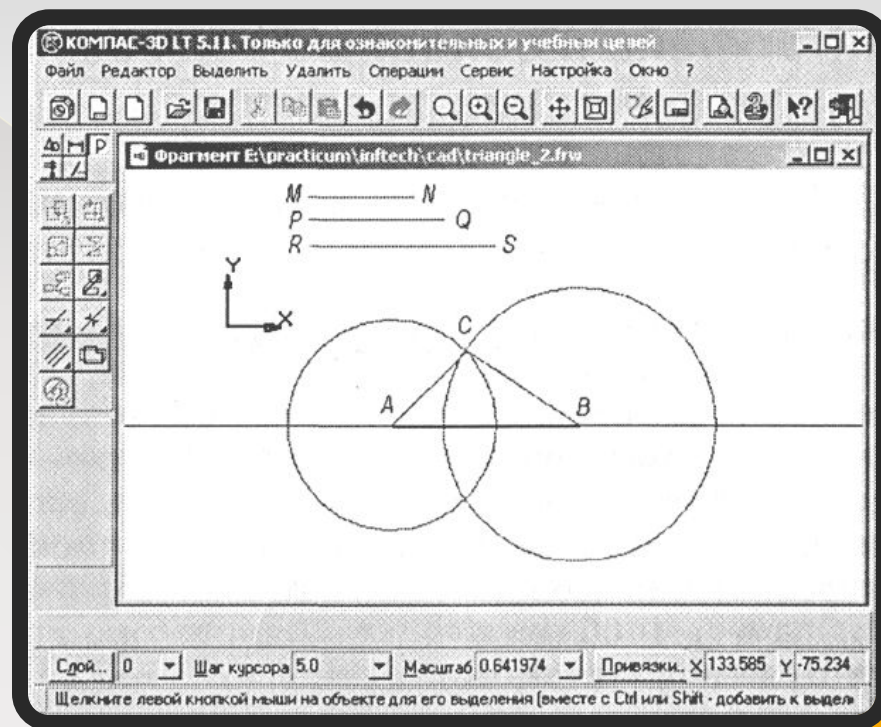 КОМПАС-3D LT 5.11. Только для ознакомительных и учебных целей
Файл Редактор Выделить Удалить Операции Сервис Настройка Окно ?
Фрагмент E:\practicum\inftech\cad\triangle_2.frw
M N
P Q
R S
Y
X
C
A B
Слой... 0 Шаг курсора 5.0 Масштаб 0.641974 Привязки.. X 133.585 Y -75.234
Щелкните левой кнопкой мыши на объекте для его выделения (вместе с Ctrl или Shift - добавить к выдел